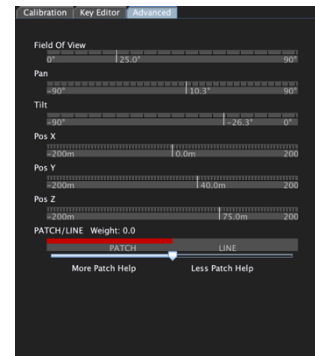 Calibration Key Editor Advanced
Field Of View
0° 25.0° 90°
Pan
-90° 10.3° 90°
Tilt
-90° -26.3° 0°
Pos X
-200m 0.0m 200
Pos Y
-200m 40.0m 200
Pos Z
-200m 75.0m 200
PATCH/LINE Weight: 0.0
PATCH LINE
More Patch Help Less Patch Help